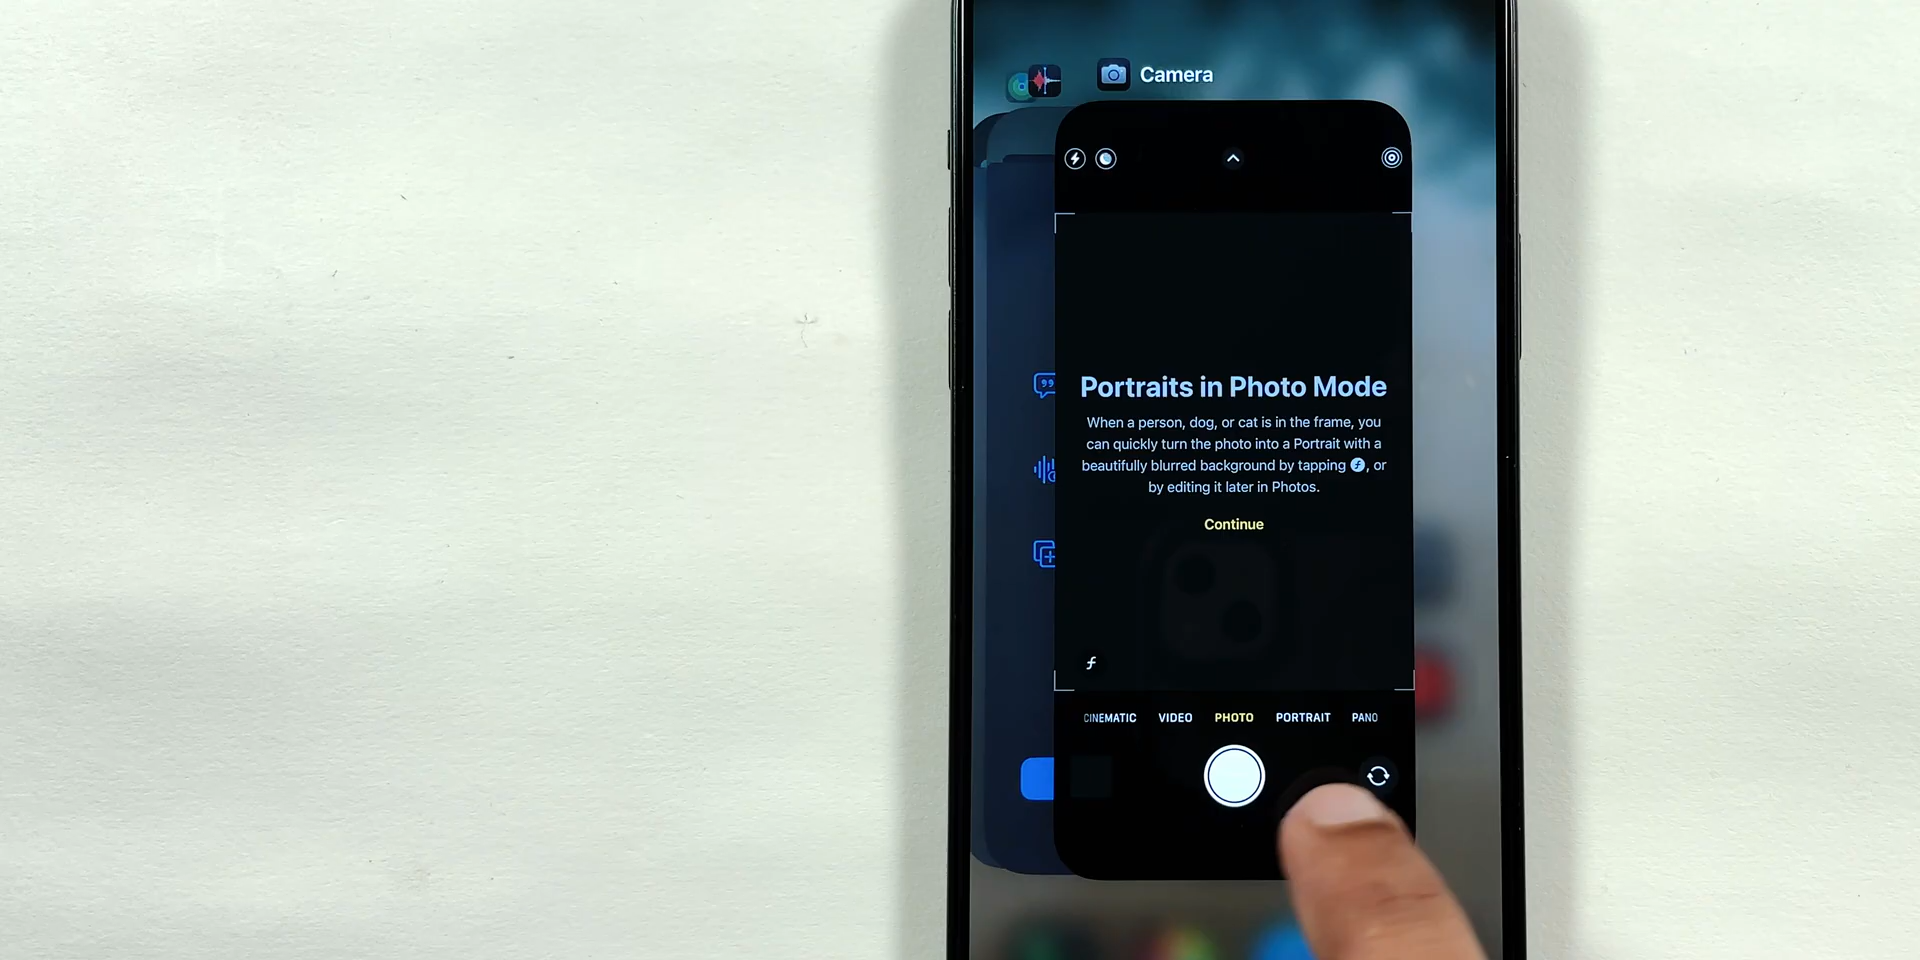 Camera
Portraits in Photo Mode
When a person, dog, or cat is in the frame, you
can quickly turn the photo into a Portrait with a
beautifully blurred background by tapping ƒ, or
by editing it later in Photos.
Continue
ƒ
CINEMATIC VIDEO PHOTO PORTRAIT PANO